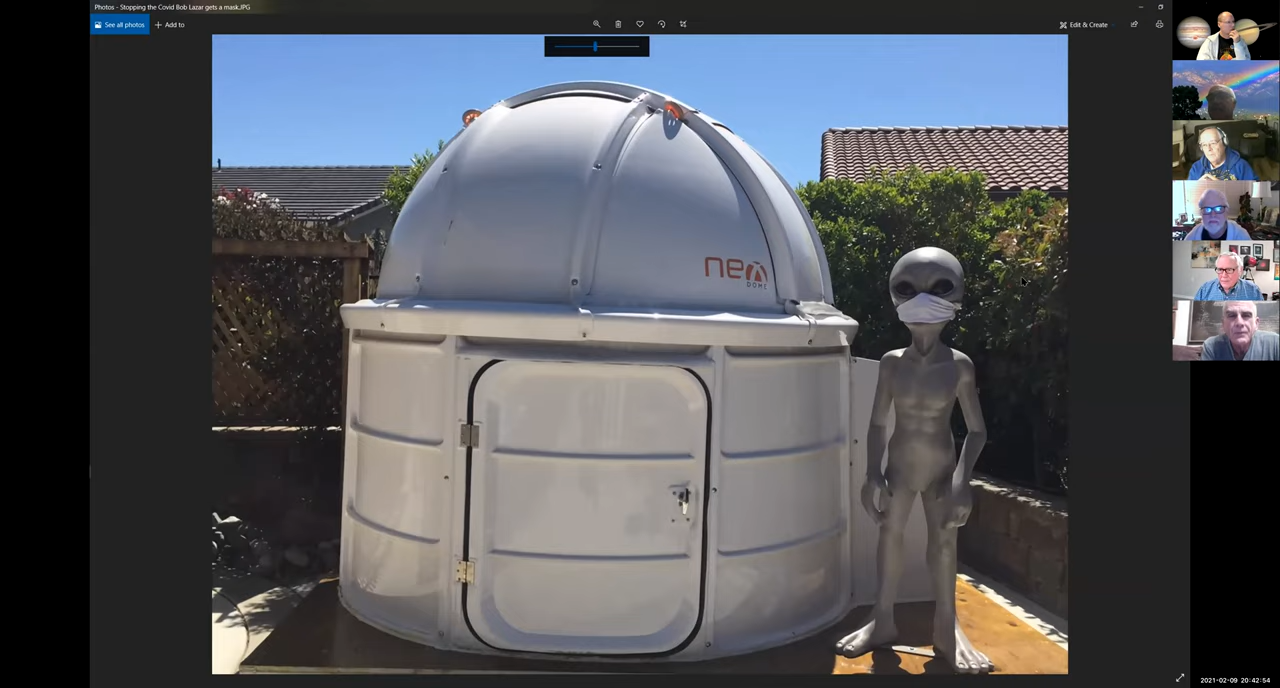 Photos - Stopping the Covid Bob Lazar gets a mask.JPG
See all photos
Add to
Edit & Create
nexDOME
2021-02-09 20:42:54